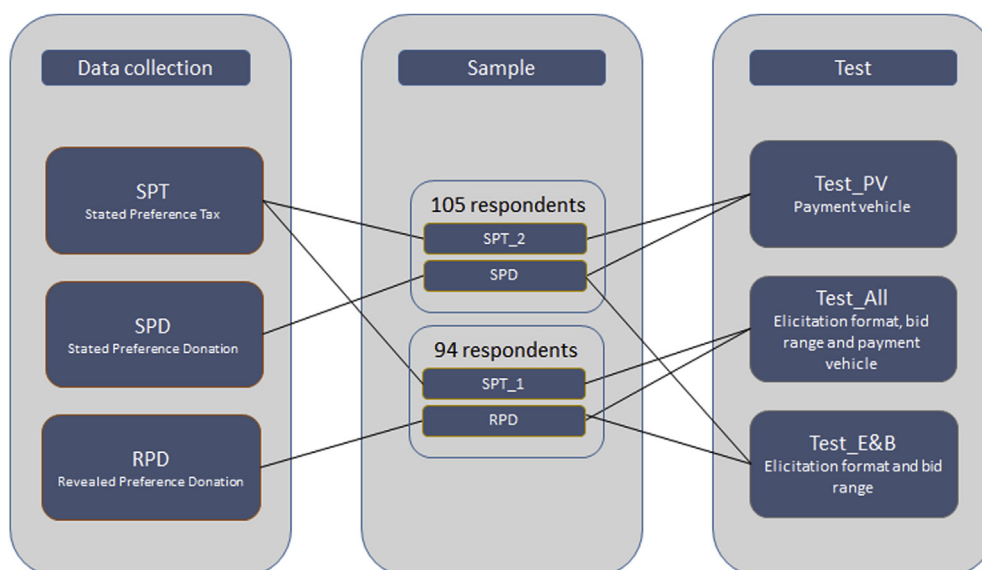 Data collection
SPT
Stated Preference Tax
SPD
Stated Preference Donation
RPD
Revealed Preference Donation
Sample
105 respondents
SPT_2
SPD
94 respondents
SPT_1
RPD
Test
Test_PV
Payment vehicle
Test_All
Elicitation format, bid
range and payment
vehicle
Test_E&B
Elicitation format and bid
range